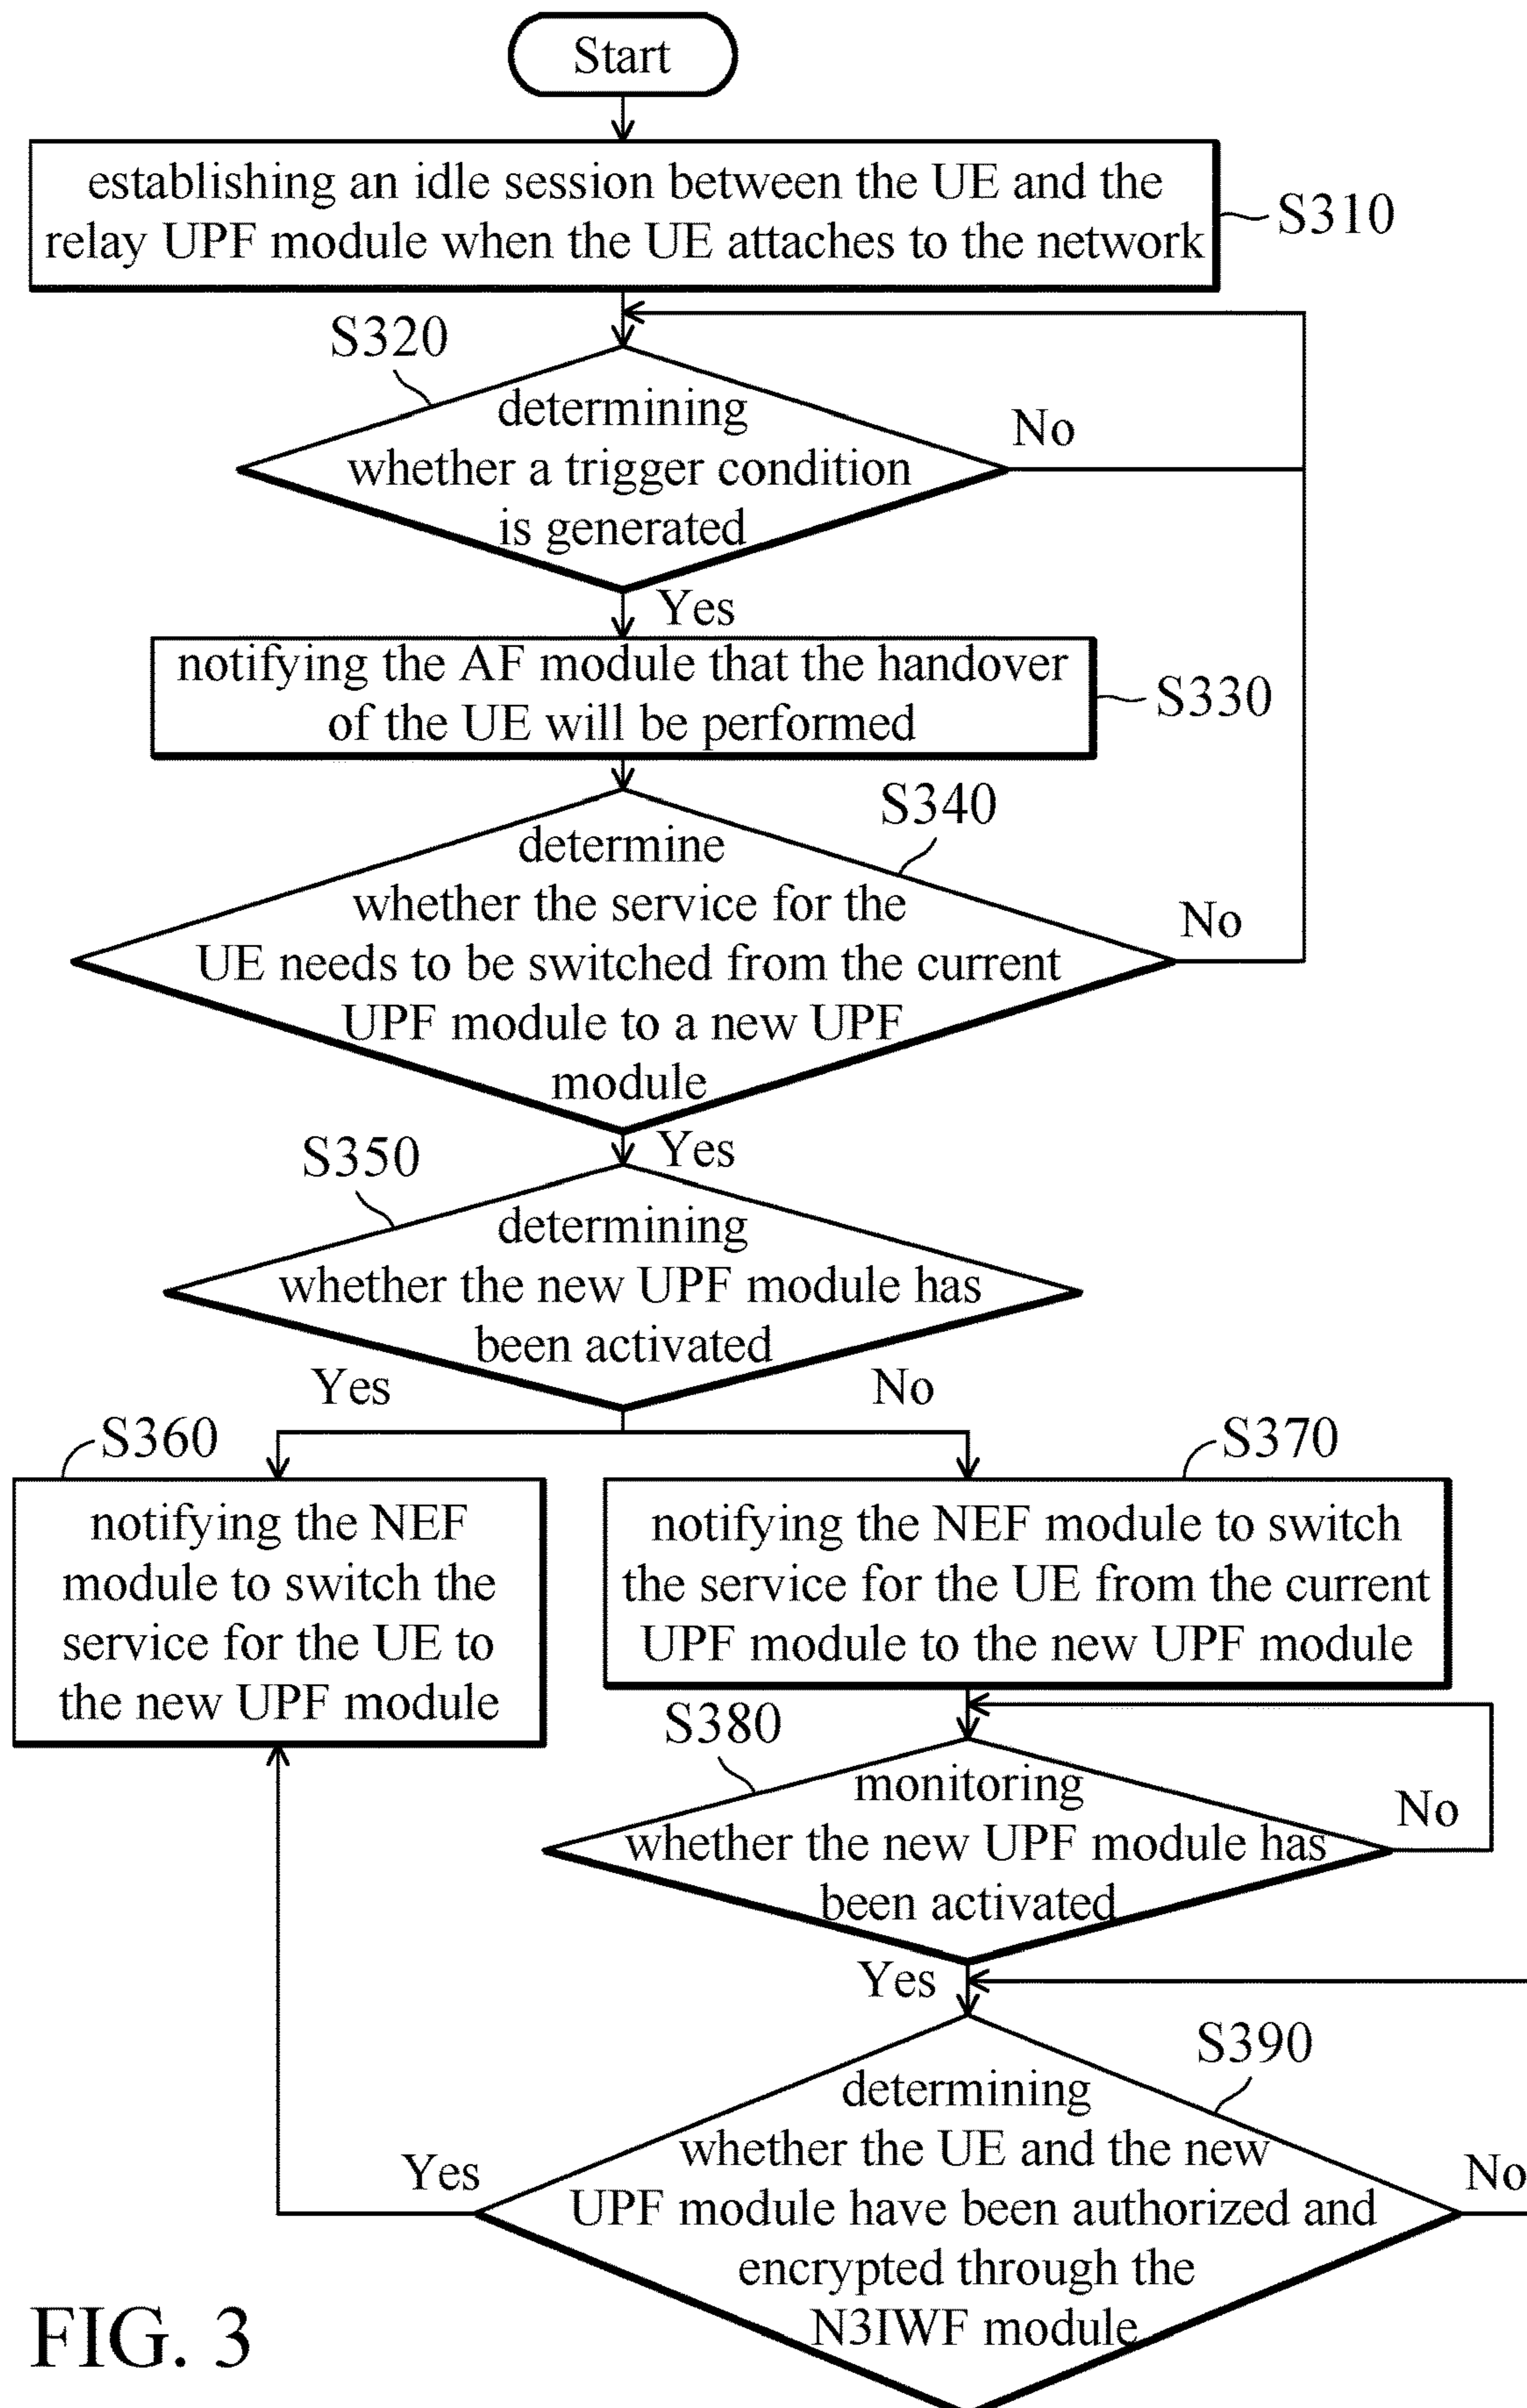 Start
establishing an idle session between the UE and the
relay UPF module when the UE attaches to the network
S310
S320
determining
whether a trigger condition
is generated
No
Yes
notifying the AF module that the handover
of the UE will be performed
S330
S340
determine
whether the service for the
UE needs to be switched from the current
UPF module to a new UPF
module
No
Yes
S350
determining
whether the new UPF module has
been activated
Yes
No
S360
notifying the NEF
module to switch the
service for the UE to
the new UPF module
S370
notifying the NEF module to switch
the service for the UE from the current
UPF module to the new UPF module
S380
monitoring
whether the new UPF module has
been activated
No
Yes
S390
determining
whether the UE and the new
UPF module have been authorized and
encrypted through the
N3IWF module
Yes
No
FIG. 3